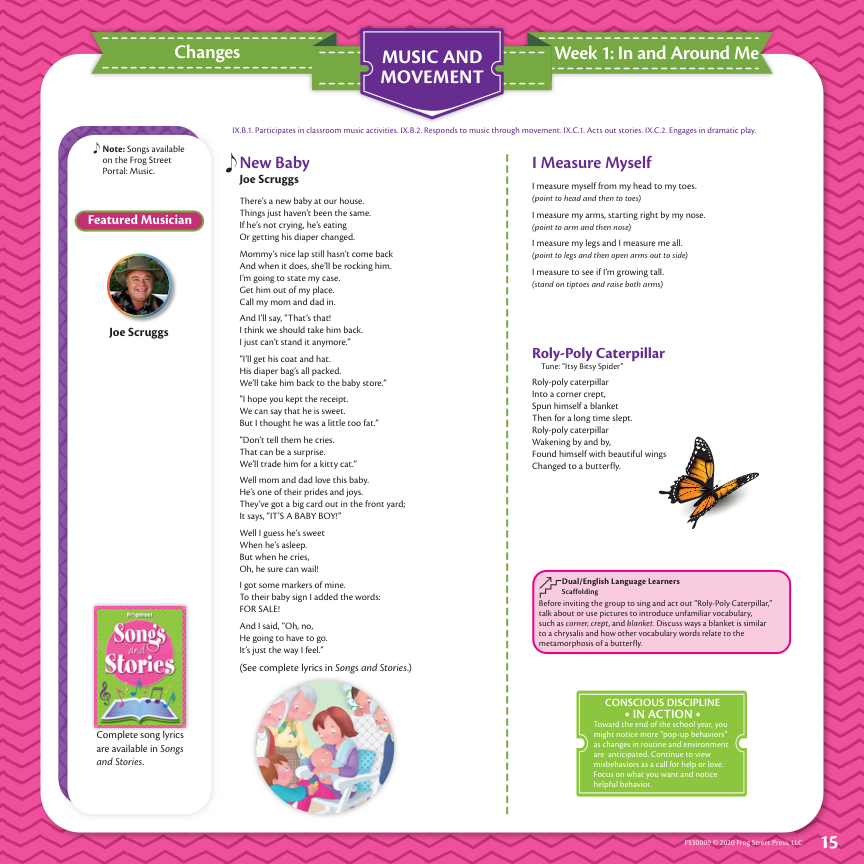 Changes
MUSIC AND
MOVEMENT
Week 1: In and Around Me
IX.B.1. Participates in classroom music activities. IX.B.2. Responds to music through movement. IX.C.1. Acts out stories. IX.C.2. Engages in dramatic play.
Note: Songs available
on the Frog Street
Portal: Music.
Featured Musician
Joe Scruggs
frogstreet
Songs
and
Stories
Complete song lyrics
are available in Songs
and Stories.
New Baby
Joe Scruggs
There's a new baby at our house.
Things just haven't been the same.
If he's not crying, he's eating
Or getting his diaper changed.
Mommy's nice lap still hasn't come back
And when it does, she'll be rocking him.
I'm going to state my case.
Get him out of my place.
Call my mom and dad in.
And I'll say, "That's that!
I think we should take him back.
I just can't stand it anymore."
"I'll get his coat and hat.
His diaper bag's all packed.
We'll take him back to the baby store."
"I hope you kept the receipt.
We can say that he is sweet.
But I thought he was a little too fat."
"Don't tell them he cries.
That can be a surprise.
We'll trade him for a kitty cat."
Well mom and dad love this baby.
He's one of their prides and joys.
They've got a big card out in the front yard;
It says, "IT'S A BABY BOY!"
Well I guess he's sweet
When he's asleep.
But when he cries,
Oh, he sure can wail!
I got some markers of mine.
To their baby sign I added the words:
FOR SALE!
And I said, "Oh, no,
He going to have to go.
It's just the way I feel."
(See complete lyrics in Songs and Stories.)
I Measure Myself
I measure myself from my head to my toes.
(point to head and then to toes)
I measure my arms, starting right by my nose.
(point to arm and then nose)
I measure my legs and I measure me all.
(point to legs and then open arms out to side)
I measure to see if I'm growing tall.
(stand on tiptoes and raise both arms)
Roly-Poly Caterpillar
Tune: "Itsy Bitsy Spider"
Roly-poly caterpillar
Into a corner crept,
Spun himself a blanket
Then for a long time slept.
Roly-poly caterpillar
Wakening by and by,
Found himself with beautiful wings
Changed to a butterfly.
Dual/English Language Learners
Scaffolding
Before inviting the group to sing and act out "Roly-Poly Caterpillar,"
talk about or use pictures to introduce unfamiliar vocabulary,
such as corner, crept, and blanket. Discuss ways a blanket is similar
to a chrysalis and how other vocabulary words relate to the
metamorphosis of a butterfly.
CONSCIOUS DISCIPLINE
• IN ACTION •
Toward the end of the school year, you
might notice more "pop-up behaviors"
as changes in routine and environment
are anticipated. Continue to view
misbehaviors as a call for help or love.
Focus on what you want and notice
helpful behavior.
FS30009 © 2020 Frog Street Press, LLC
15